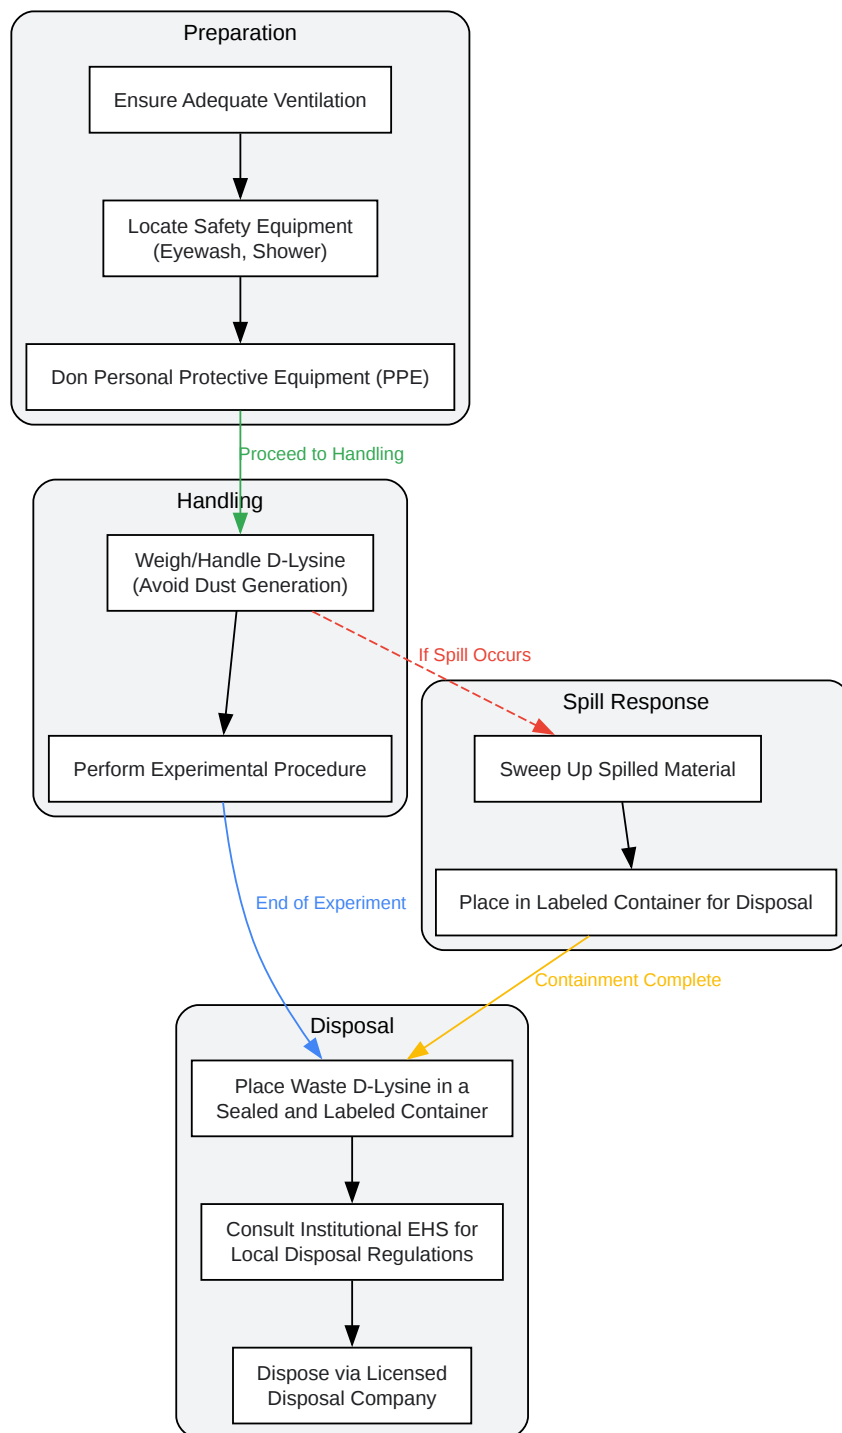 Preparation
Ensure Adequate Ventilation
Locate Safety Equipment
(Eyewash, Shower)
Don Personal Protective Equipment (PPE)
Proceed to Handling
Handling
Weigh/Handle D-Lysine
(Avoid Dust Generation)
If Spill Occurs
Spill Response
Perform Experimental Procedure
Sweep Up Spilled Material
End of Experiment
Place in Labeled Container for Disposal
Containment Complete
Disposal
Place Waste D-Lysine in a
Sealed and Labeled Container
Consult Institutional EHS for
Local Disposal Regulations
Dispose via Licensed
Disposal Company